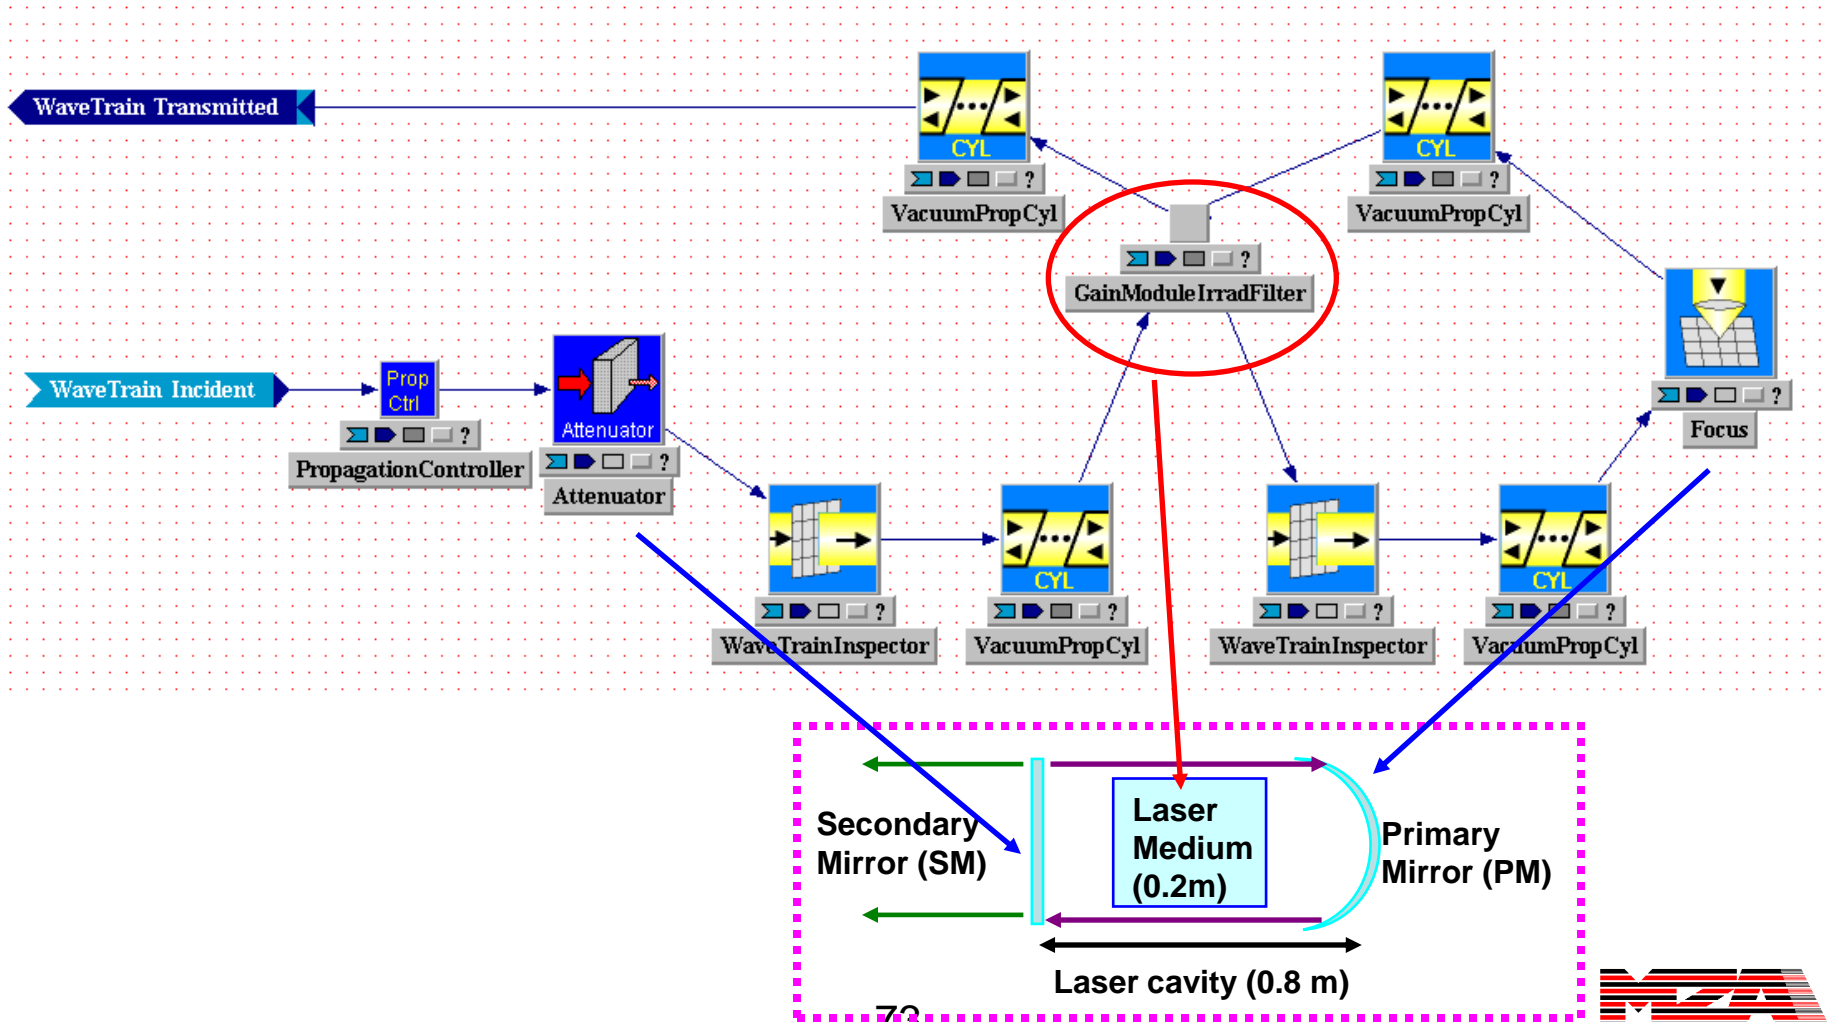 WaveTrain Transmitted
CYL
?
VacuumPropCyl
CYL
?
VacuumPropCyl
?
GainModuleIrradFilter
WaveTrain Incident
Prop
Ctrl
?
PropagationController
Attenuator
?
Attenuator
?
Focus
?
WaveTrainInspector
CYL
?
VacuumPropCyl
?
WaveTrainInspector
CYL
?
VacuumPropCyl
Secondary
Mirror (SM)
Laser
Medium
(0.2m)
Primary
Mirror (PM)
Laser cavity (0.8 m)
MZA